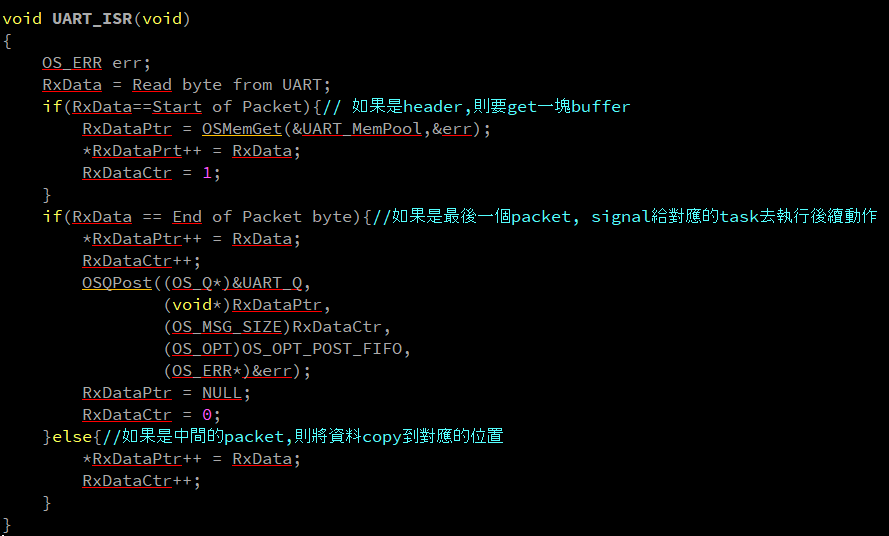 void UART_ISR(void)
{
    OS_ERR err;
    RxData = Read byte from UART;
    if(RxData==Start of Packet){// 如果是header,則要get一塊buffer
        RxDataPtr = OSMemGet(&UART_MemPool,&err);
        *RxDataPrt++ = RxData;
        RxDataCtr = 1;
    }
    if(RxData == End of Packet byte){//如果是最後一個packet, signal給對應的task去執行後續動作
        *RxDataPtr++ = RxData;
        RxDataCtr++;
        OSQPost((OS_Q*)&UART_Q,
                (void*)RxDataPtr,
                (OS_MSG_SIZE)RxDataCtr,
                (OS_OPT)OS_OPT_POST_FIFO,
                (OS_ERR*)&err);
        RxDataPtr = NULL;
        RxDataCtr = 0;
    }else{//如果是中間的packet,則將資料copy到對應的位置
        *RxDataPtr++ = RxData;
        RxDataCtr++;
    }
}